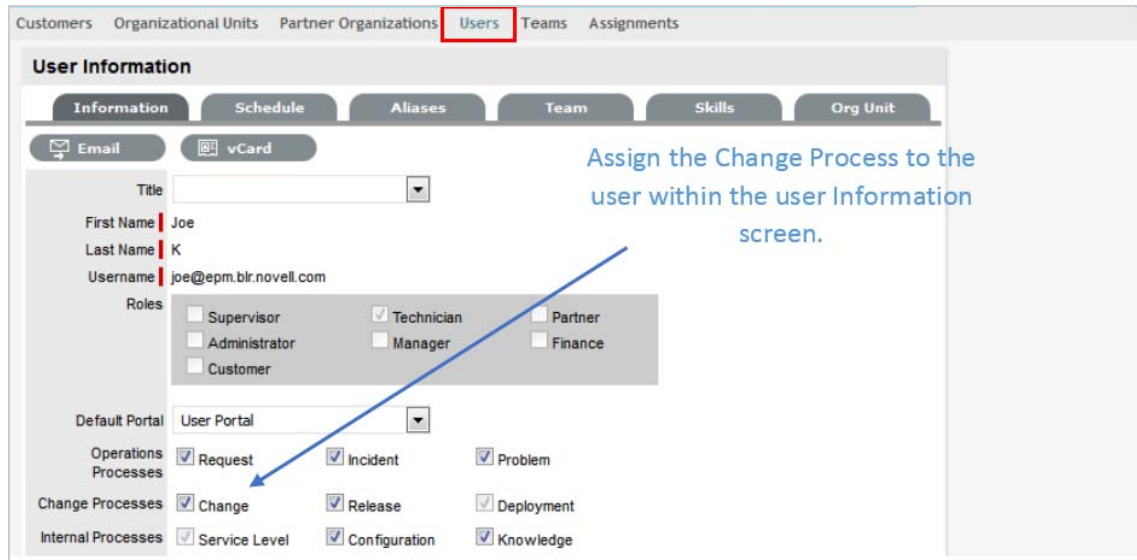 Customers Organizational Units Partner Organizations Users Teams Assignments
User Information
Information Schedule Aliases Team Skills Org Unit
Email vCard
Assign the Change Process to the
user within the user Information
screen.
Title
First Name Joe
Last Name K
Username joe@epm.blr.novell.com
Roles
Supervisor Technician Partner
Administrator Manager Finance
Customer
Default Portal User Portal
Operations
Processes
Request Incident Problem
Change Processes Change Release Deployment
Internal Processes Service Level Configuration Knowledge